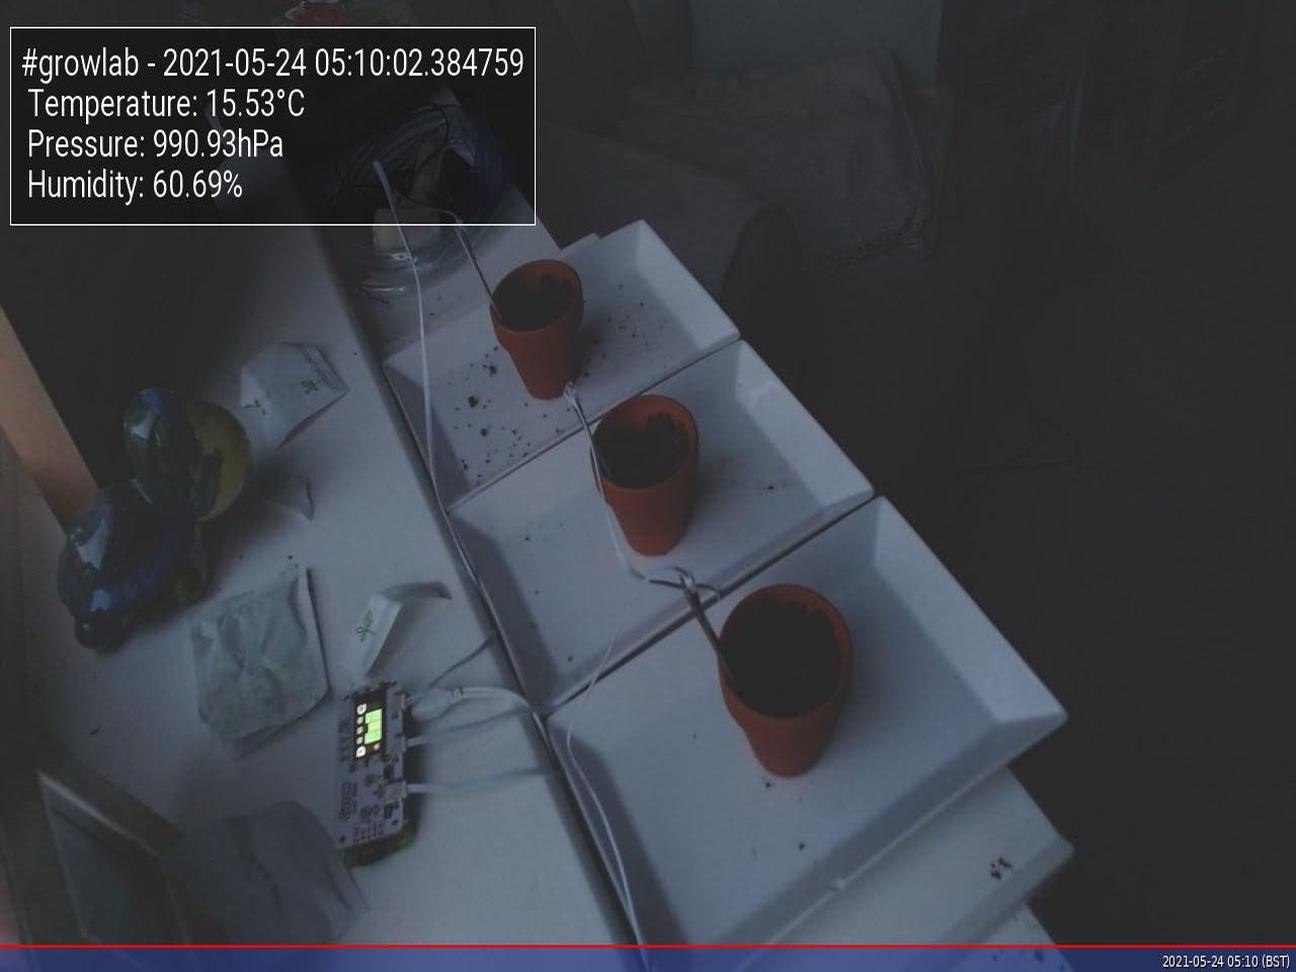 #growlab - 2021-05-24 05:10:02.384759
Temperature: 15.53°C
Pressure: 990.93hPa
Humidity: 60.69%
2021-05-24 05:10 (BST)